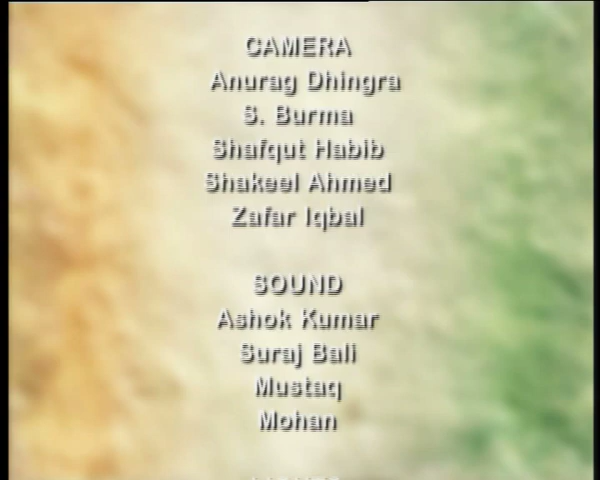 CAMERA
Anurag Dhingra
S. Burma
Shafqut Habib
Shakeel Ahmed
Zafar Iqbal
SOUND
Ashok Kumar
Suraj Bali
Mustaq
Mohan